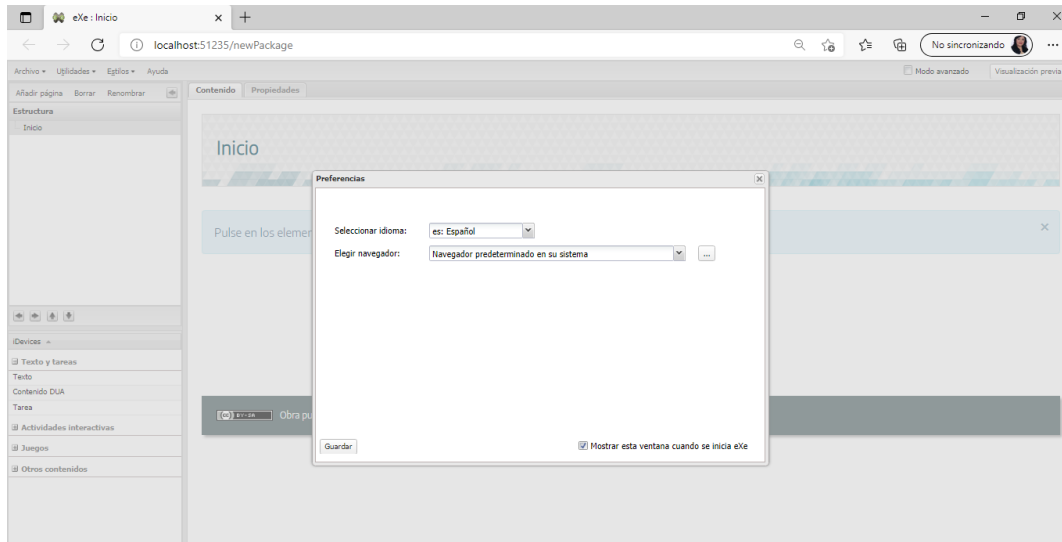 eXe : Inicio
localhost:51235/newPackage
No sincronizando
Archivo Utilidades Estilos Ayuda
Modo avanzado Visualización previa
Añadir página Borrar Renombrar
Contenido Propiedades
Estructura
Inicio
Inicio
Preferencias
Pulse en los elemen
Seleccionar idioma: es: Español
Elegir navegador: Navegador predeterminado en su sistema ...
iDevices
Texto y tareas
Texto
Contenido DUA
Tarea
Actividades interactivas
Juegos
Otros contenidos
(cc) BY-SA Obra pu
Guardar Mostrar esta ventana cuando se inicia eXe